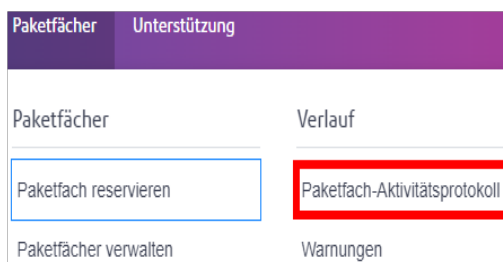 Paketfächer Unterstützung
Paketfächer
Paketfach reservieren
Paketfächer verwalten
Verlauf
Paketfach-Aktivitätsprotokoll
Warnungen